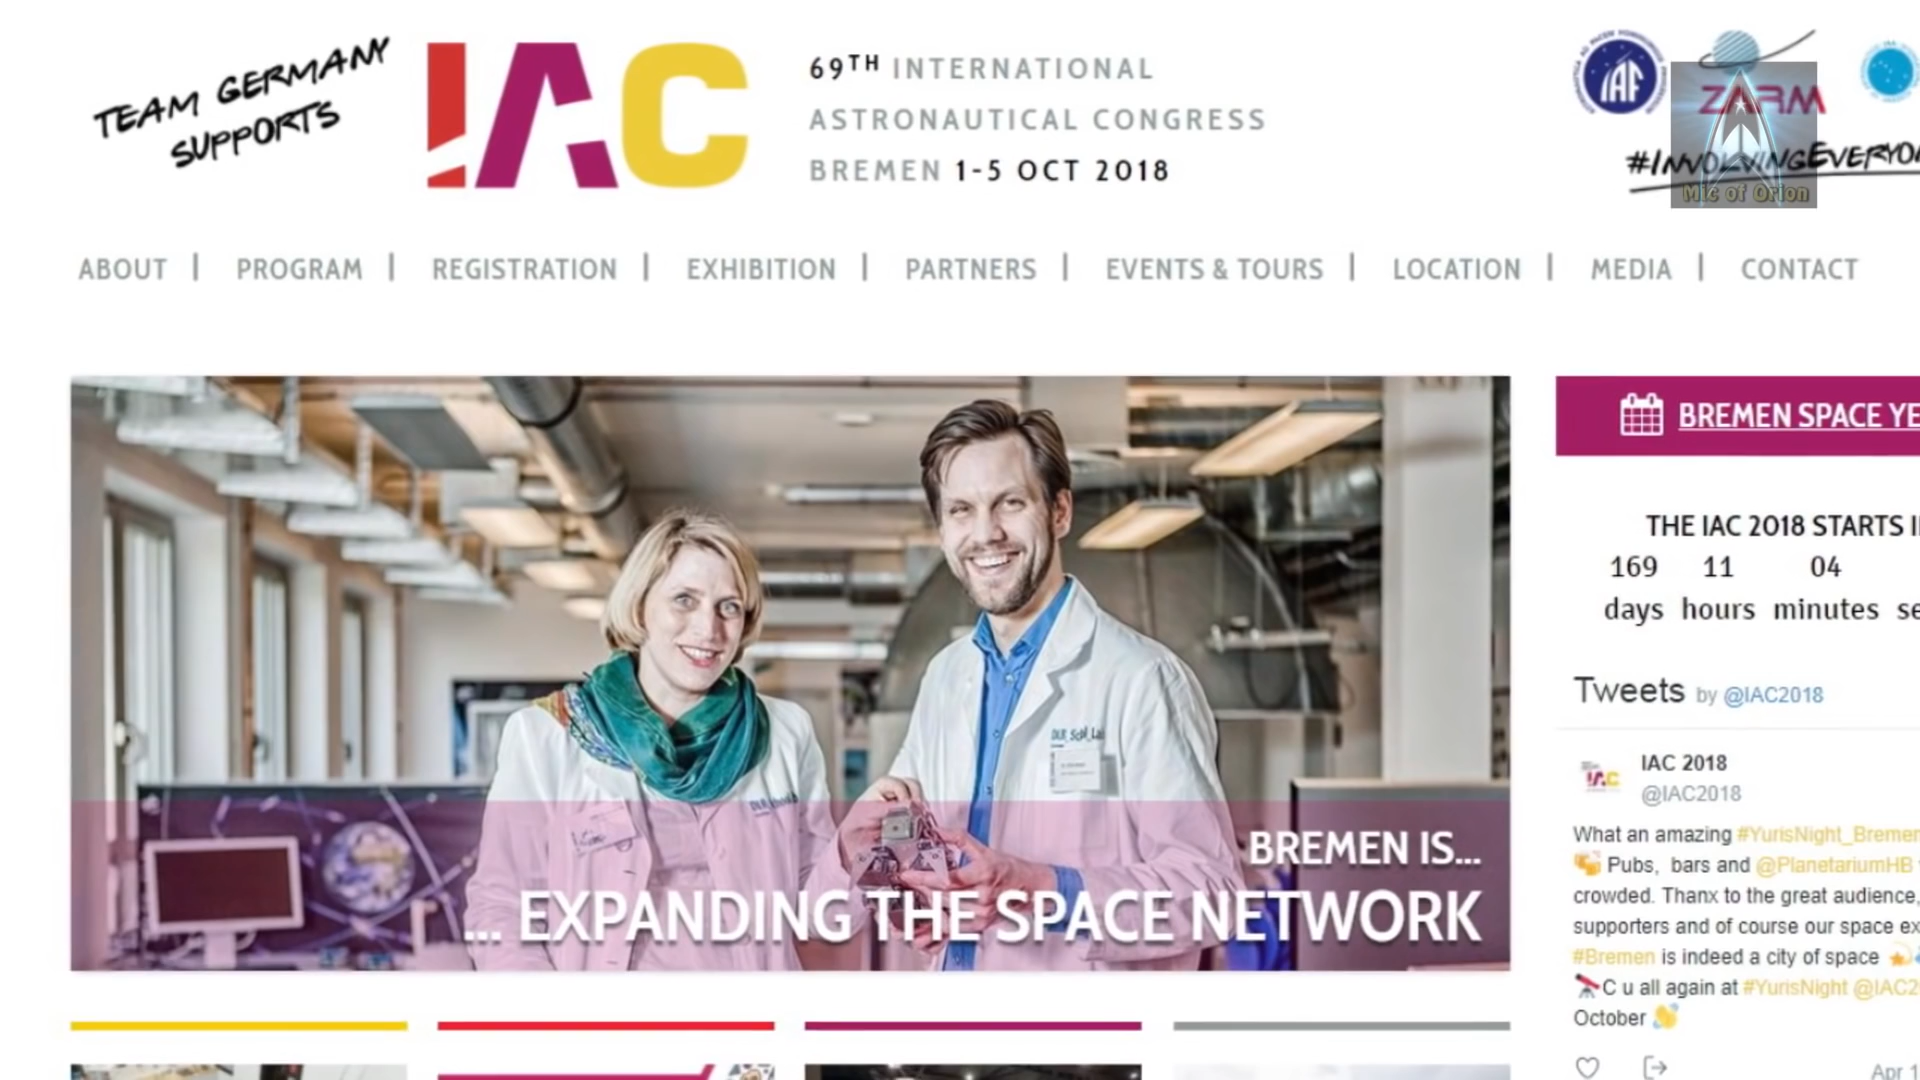 TEAM GERMANY
SUPPORTS
IAC
69TH INTERNATIONAL
ASTRONAUTICAL CONGRESS
BREMEN 1-5 OCT 2018
IAF
ZARM
#INVOLVINGEVERYO
Mic of Orion
ABOUT | PROGRAM | REGISTRATION | EXHIBITION | PARTNERS | EVENTS & TOURS | LOCATION | MEDIA | CONTACT
BREMEN IS...
... EXPANDING THE SPACE NETWORK
BREMEN SPACE YE
THE IAC 2018 STARTS I
169 11 04
days hours minutes se
Tweets by @IAC2018
IAC 2018
@IAC2018
What an amazing #YurisNight_Bremen
Pubs, bars and @PlanetariumHB
crowded. Thanx to the great audience,
supporters and of course our space ex
#Bremen is indeed a city of space
C u all again at #YurisNight @IAC2
October
Apr 1